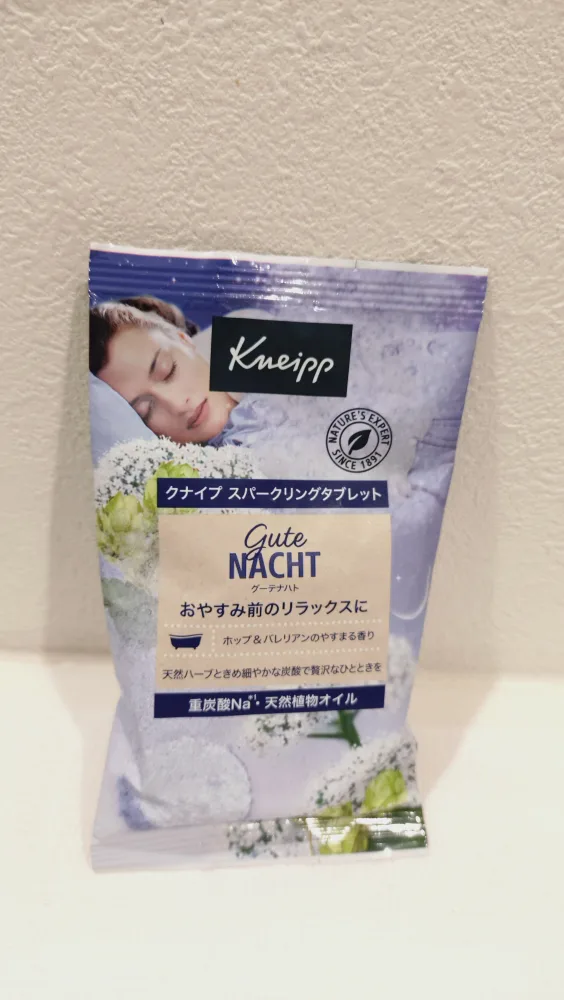 Kneipp
NATURE'S EXPERT
SINCE 1891
クナイプ スパークリングタブレット
Gute
NACHT
グーテナハト
おやすみ前のリラックスに
ホップ&バレリアンのやすまる香り
天然ハーブときめ細やかな炭酸で贅沢なひとときを
重炭酸Na*1・天然植物オイル